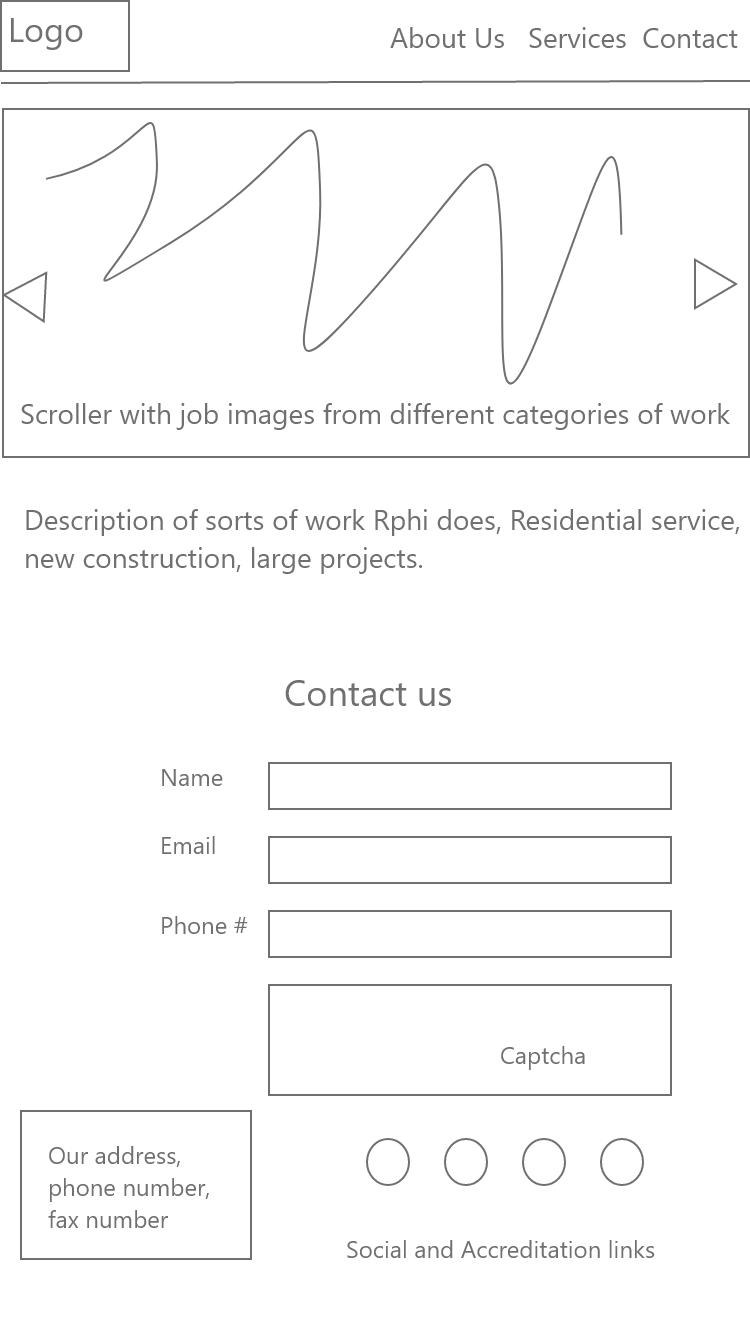 Logo
About Us Services Contact
Scroller with job images from different categories of work
Description of sorts of work Rphi does, Residential service,
new construction, large projects.
Contact us
Name
Email
Phone #
Captcha
Our address,
phone number,
fax number
Social and Accreditation links